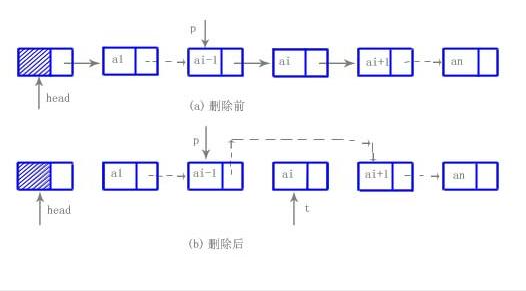 p
a1 ai-1 ai ai+1 an
head
(a) 删除前
p
a1 ai-1 ai ai+1 an
head t
(b) 删除后